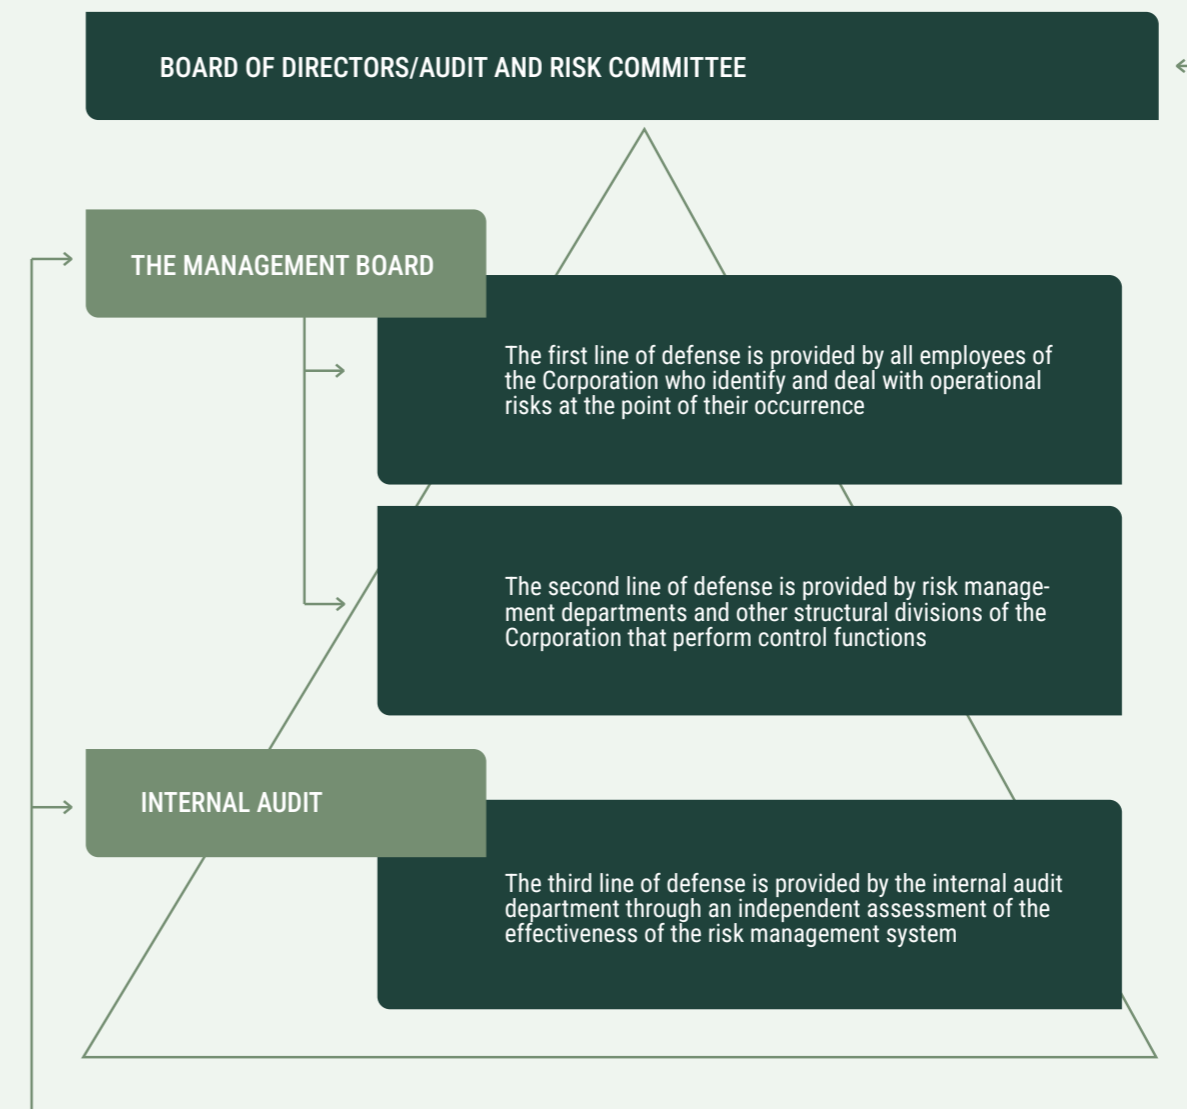 BOARD OF DIRECTORS/AUDIT AND RISK COMMITTEE
THE MANAGEMENT BOARD
The first line of defense is provided by all employees of
the Corporation who identify and deal with operational
risks at the point of their occurrence
The second line of defense is provided by risk manage-
ment departments and other structural divisions of the
Corporation that perform control functions
INTERNAL AUDIT
The third line of defense is provided by the internal audit
department through an independent assessment of the
effectiveness of the risk management system